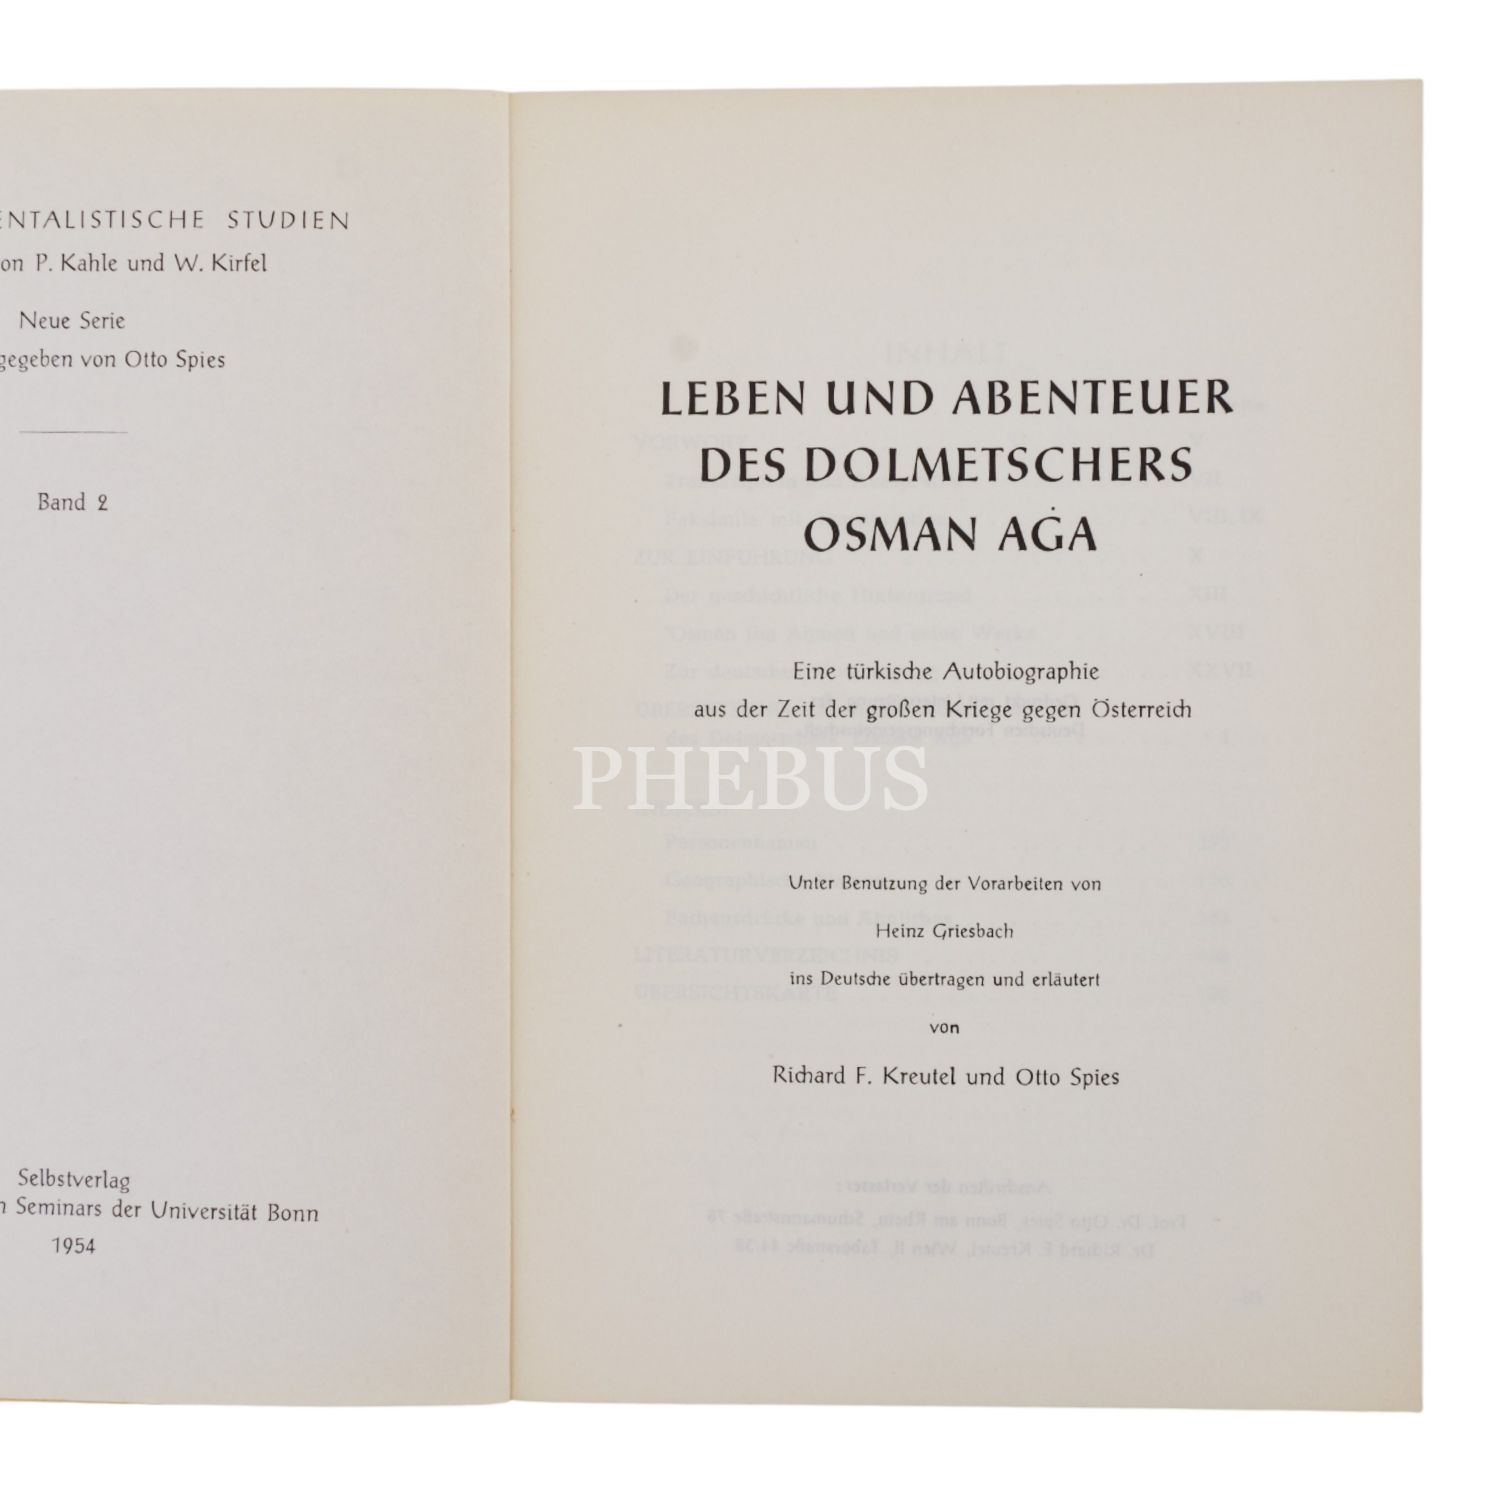 ENTALISTISCHE STUDIEN
on P. Kahle und W. Kirfel
Neue Serie
gegeben von Otto Spies
Band 2
Selbstverlag
n Seminars der Universität Bonn
1954
LEBEN UND ABENTEUER
DES DOLMETSCHERS
OSMAN AĠA
Eine türkische Autobiographie
aus der Zeit der großen Kriege gegen Österreich
PHEBUS
Unter Benutzung der Vorarbeiten von
Heinz Griesbach
ins Deutsche übertragen und erläutert
von
Richard F. Kreutel und Otto Spies